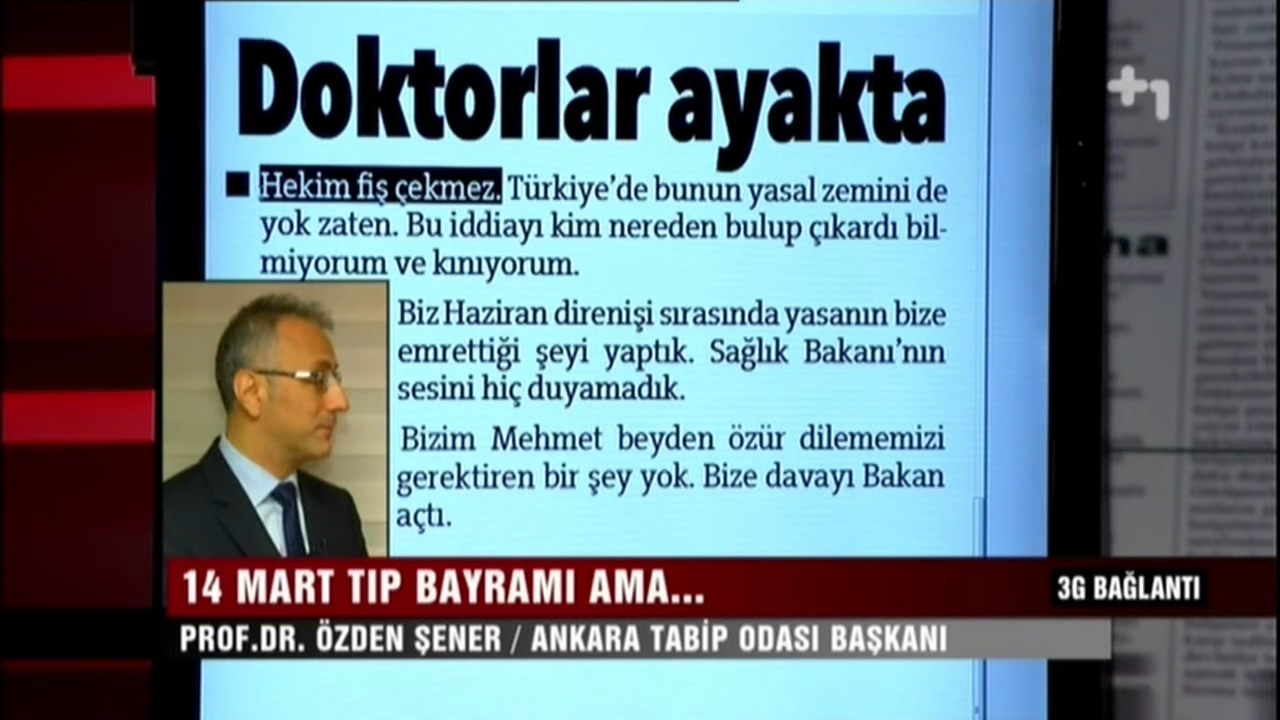 Doktorlar ayakta
+1
Hekim fiş çekmez. Türkiye'de bunun yasal zemini de
yok zaten. Bu iddiayı kim nereden bulup çıkardı bil-
miyorum ve kınıyorum.
Biz Haziran direnişi sırasında yasanın bize
emrettiği şeyi yaptık. Sağlık Bakanı'nın
sesini hiç duyamadık.
Bizim Mehmet beyden özür dilememizi
gerektiren bir şey yok. Bize davayı Bakan
açtı.
14 MART TIP BAYRAMI AMA...
3G BAĞLANTI
PROF.DR. ÖZDEN ŞENER / ANKARA TABİP ODASI BAŞKANI